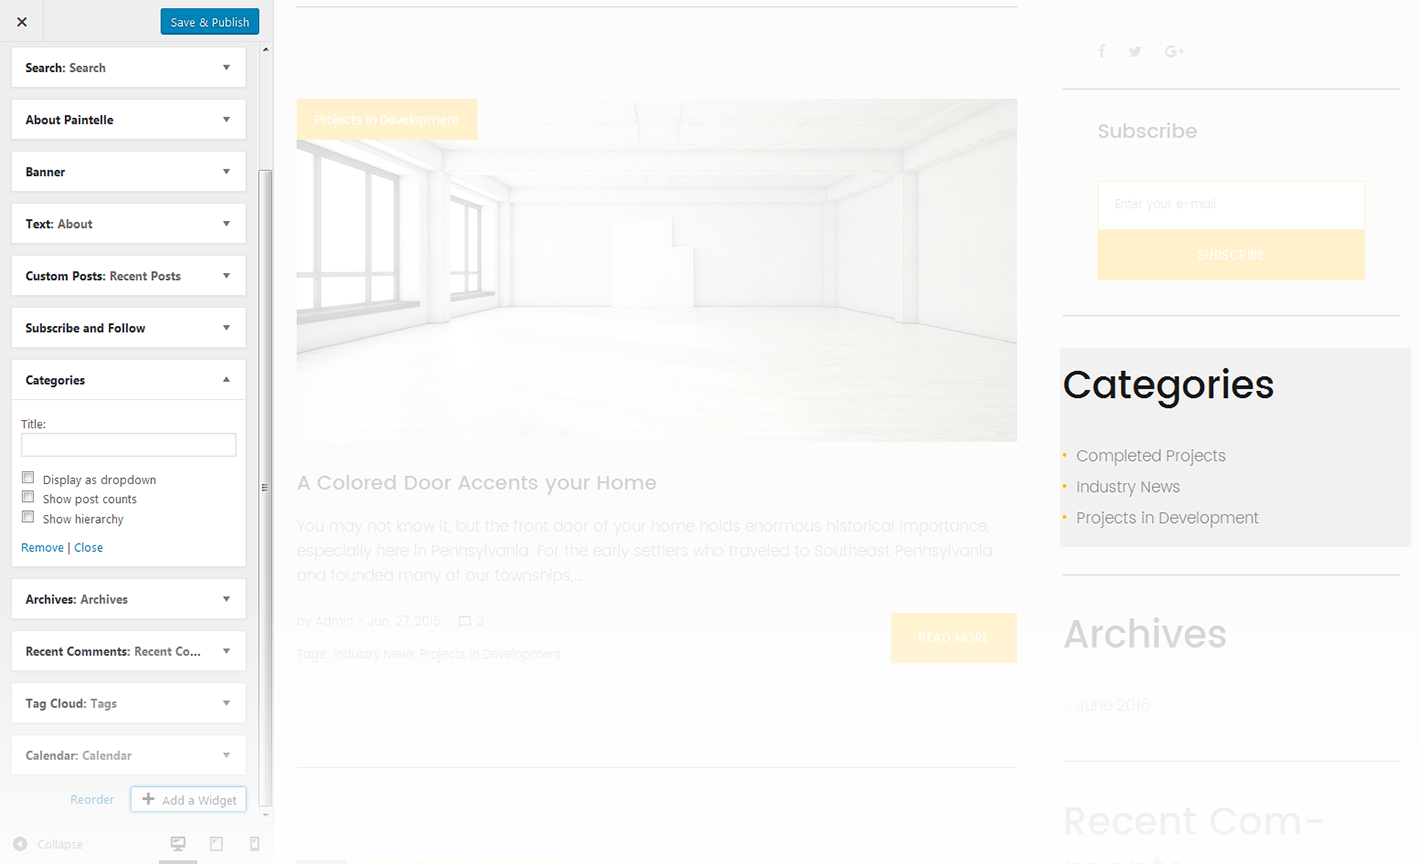 Save & Publish
Search: Search
About Paintelle
Banner
Text: About
Custom Posts: Recent Posts
Subscribe and Follow
Categories
Title:
Display as dropdown
Show post counts
Show hierarchy
Remove | Close
Archives: Archives
Recent Comments: Recent Co...
Tag Cloud: Tags
Calendar: Calendar
Reorder
Add a Widget
Collapse
Projects in Development
A Colored Door Accents your Home
You may not know it, but the front door of your home holds enormous historical importance,
especially here in Pennsylvania. For the early settlers who traveled to Southeast Pennsylvania
and founded many of our townships...
by Admin - Jun. 27, 2016 3
Tags: Industry News, Projects in Development
READ MORE
Subscribe
Enter your e-mail
SUBSCRIBE
Categories
Completed Projects
Industry News
Projects in Development
Archives
June 2016
Recent Com-